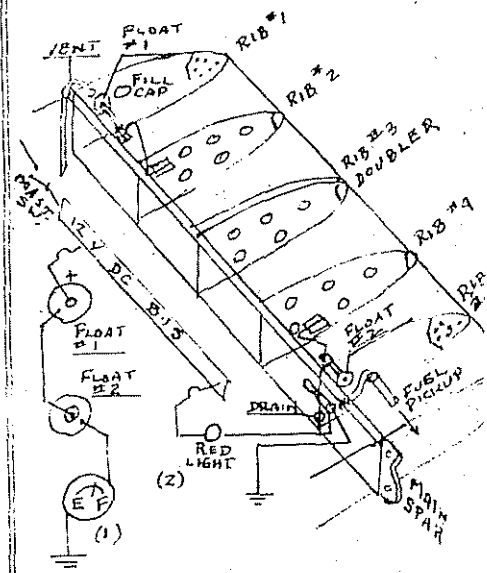 VENT
FLOAT
#1
FILL
CAP
RIB #1
RIB #2
RIB #3
DOUBLER
RIB #4
RIB
MAST.
SW.
12 V DC BUS
+
FLOAT
#1
FLOAT
#2
FLOAT
#2
FUEL
PICKUP
DRAIN
RED
LIGHT
(2)
E F
(1)
MAIN
SPAR